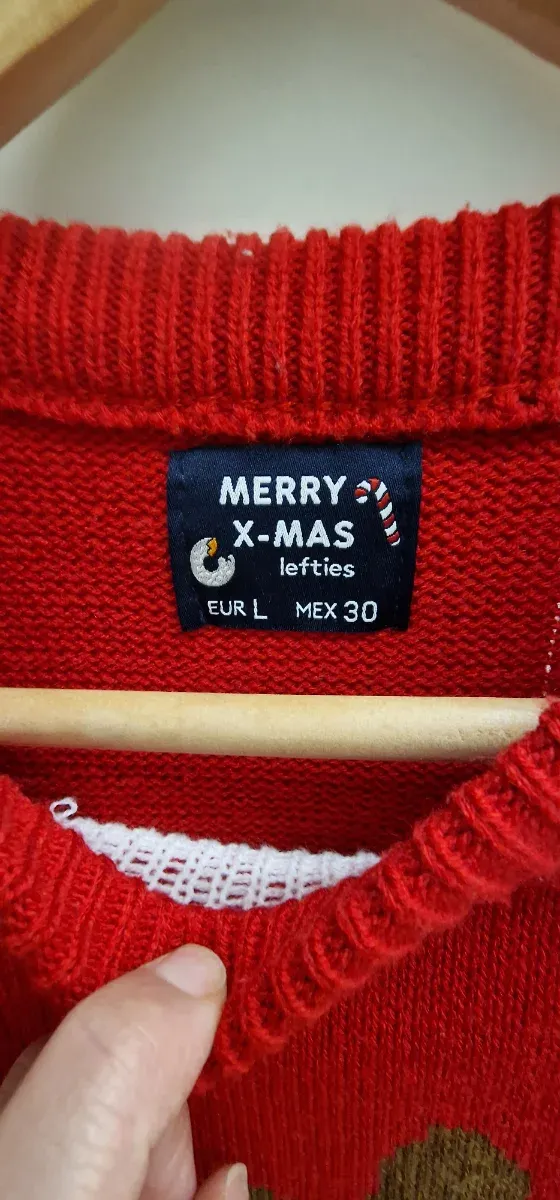 MERRY
X-MAS
lefties
EUR L MEX 30